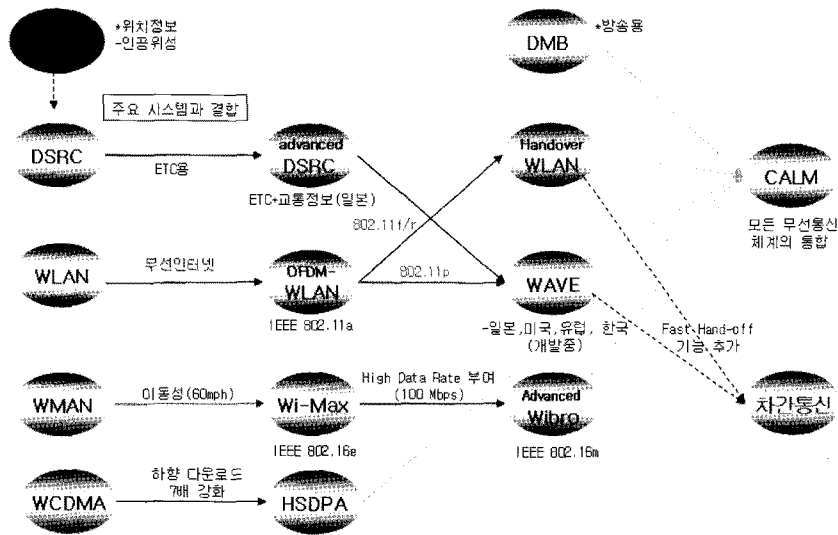 *위치정보
-인공위성
DMB
*방송용
주요 시스템과 결합
DSRC
ETC용
advanced
DSRC
ETC+교통정보(일본)
Handover
WLAN
CALM
모든 무선통신
체계의 통합
802.11f/r
WLAN
무선인터넷
OFDM-
WLAN
IEEE 802.11a
802.11p
WAVE
-일본,미국,유럽, 한국
(개발중)
Fast Hand-off
기능 추가
WMAN
이동성(60mph)
Wi-Max
IEEE 802.16e
High Data Rate 부여
(100 Mbps)
Advanced
Wibro
IEEE 802.16m
차간통신
WCDMA
하향 다운로드
7배 강화
HSDPA